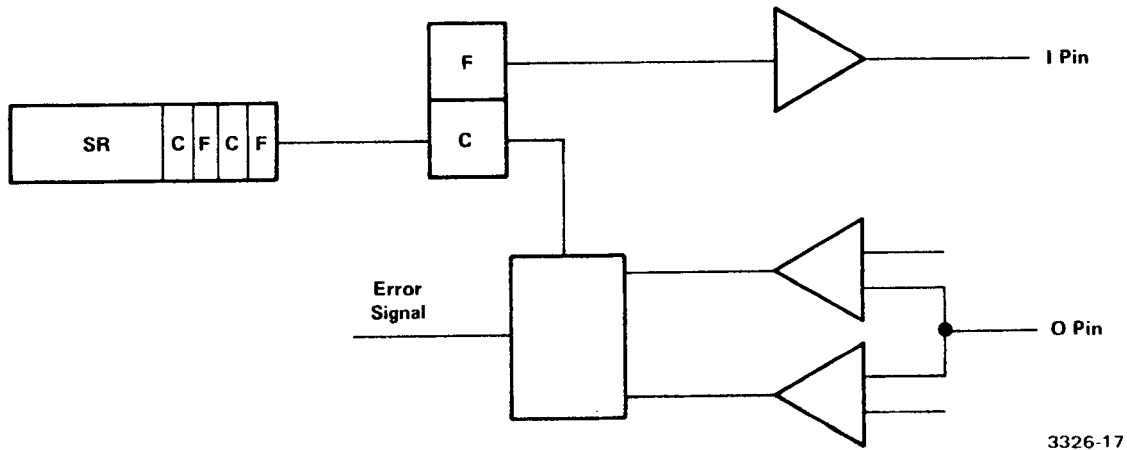 F
I Pin
SR C F C F
C
Error
Signal
O Pin
3326-17